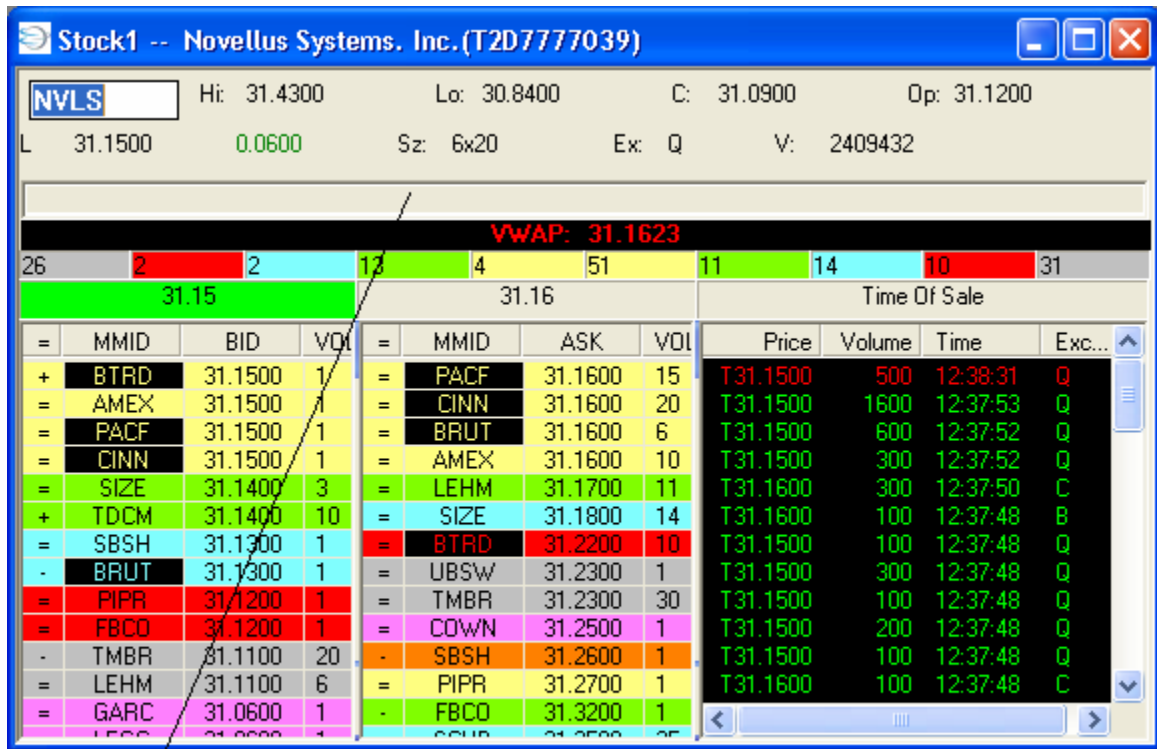 Stock1 -- Novellus Systems. Inc.(T2D7777039)
NVLS Hi: 31.4300 Lo: 30.8400 C: 31.0900 Op: 31.1200
L 31.1500 0.0600 Sz: 6x20 Ex: Q V: 2409432
VWAP: 31.1623
26 2 2 13 4 51 11 14 10 31
31.15 31.16 Time Of Sale
= MMID BID VOL = MMID ASK VOL Price Volume Time Exc...
+ BTRD 31.1500 1 = PACF 31.1600 15 T31.1500 500 12:38:31 Q
= AMEX 31.1500 1 = CINN 31.1600 20 T31.1500 1600 12:37:53 Q
= PACF 31.1500 1 = BRUT 31.1600 6 T31.1500 600 12:37:52 Q
= CINN 31.1500 1 = AMEX 31.1600 10 T31.1500 300 12:37:52 Q
= SIZE 31.1400 3 = LEHM 31.1700 11 T31.1600 300 12:37:50 C
+ TDCM 31.1400 10 = SIZE 31.1800 14 T31.1600 100 12:37:48 B
= SBSH 31.1300 1 = BTRD 31.2200 10 T31.1500 100 12:37:48 Q
- BRUT 31.1300 1 = UBSW 31.2300 1 T31.1500 300 12:37:48 Q
= PIPR 31.1200 1 = TMBR 31.2300 30 T31.1500 100 12:37:48 Q
= FBCO 31.1200 1 = COWN 31.2500 1 T31.1500 200 12:37:48 Q
- TMBR 31.1100 20 - SBSH 31.2600 1 T31.1500 100 12:37:48 Q
= LEHM 31.1100 6 = PIPR 31.2700 1 T31.1600 100 12:37:48 C
= GARC 31.0600 1 - FBCO 31.3200 1